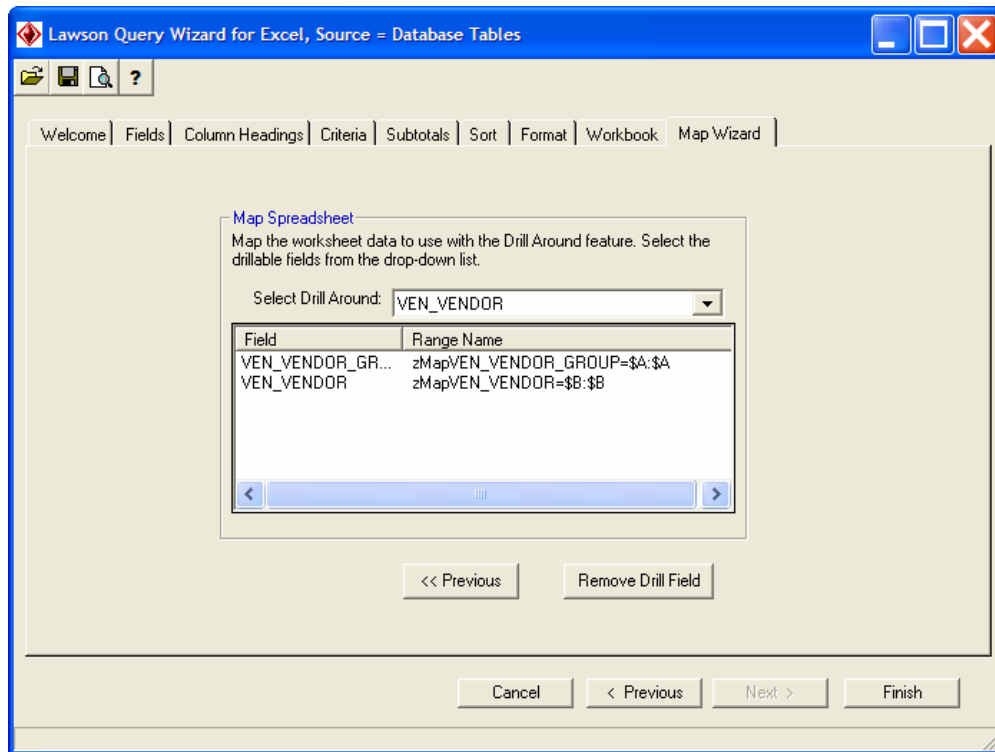 Lawson Query Wizard for Excel, Source = Database Tables
?
Welcome Fields Column Headings Criteria Subtotals Sort Format Workbook Map Wizard
Map Spreadsheet
Map the worksheet data to use with the Drill Around feature. Select the
drillable fields from the drop-down list.
Select Drill Around: VEN_VENDOR
Field Range Name
VEN_VENDOR_GR... zMapVEN_VENDOR_GROUP=$A:$A
VEN_VENDOR zMapVEN_VENDOR=$B:$B
<< Previous Remove Drill Field
Cancel < Previous Next > Finish